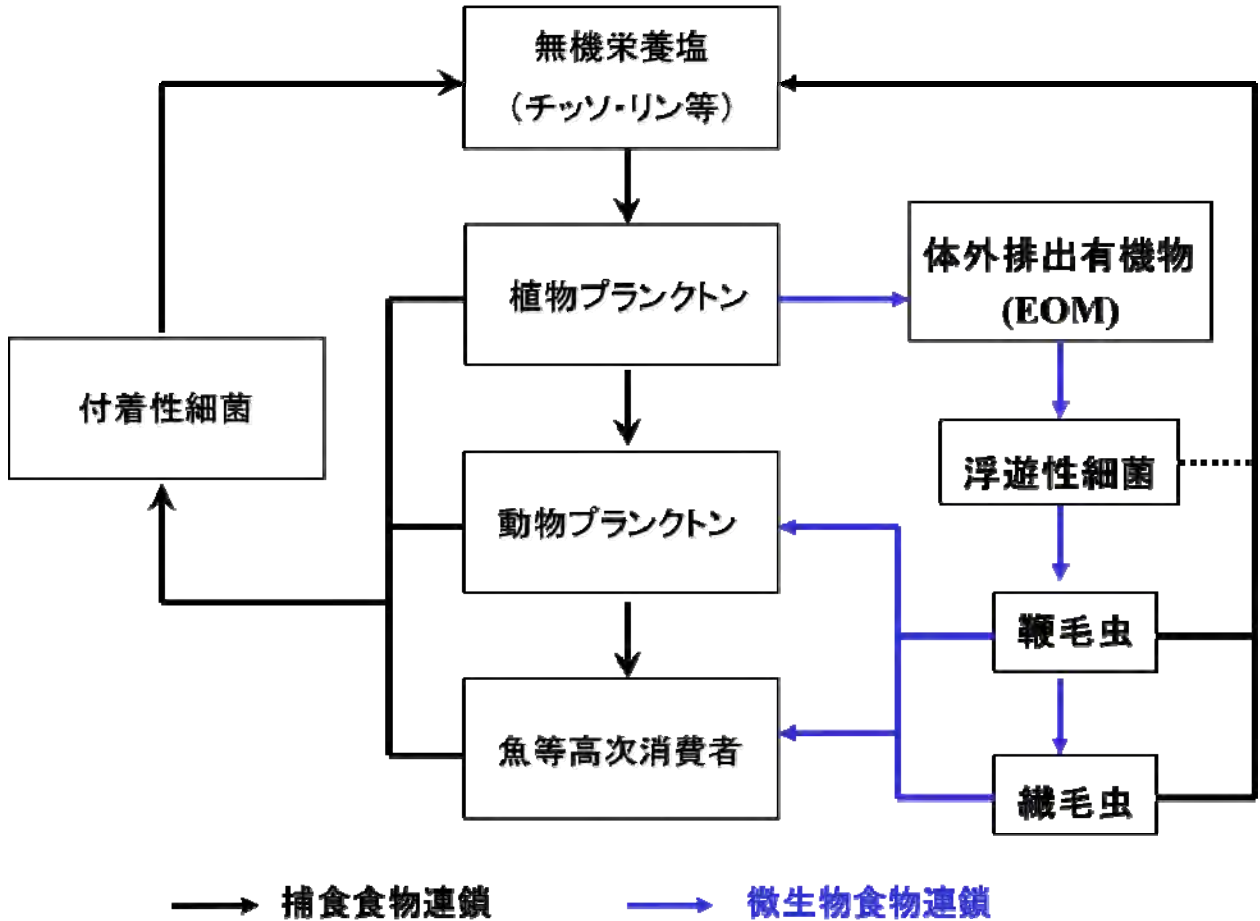 無機栄養塩
（チッソ・リン等）
植物プランクトン
体外排出有機物
(EOM)
付着性細菌
浮遊性細菌
動物プランクトン
鞭毛虫
魚等高次消費者
繊毛虫
捕食食物連鎖
微生物食物連鎖